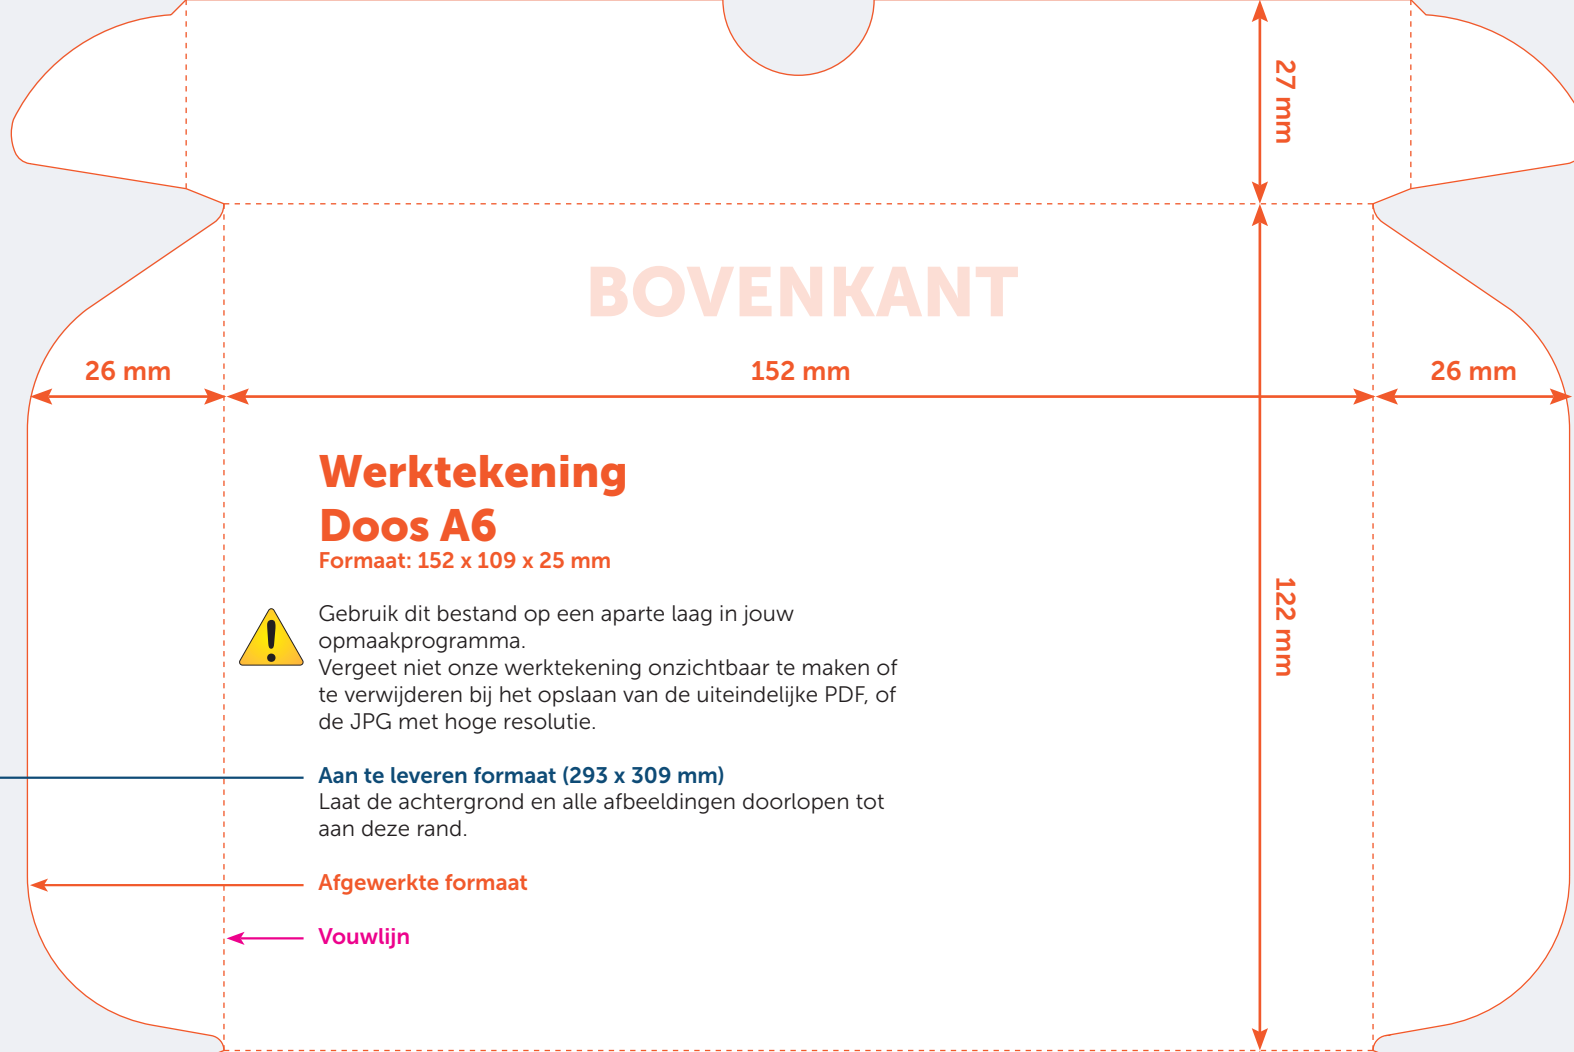 27 mm
BOVENKANT
26 mm
152 mm
26 mm
Werktekening
Doos A6
Formaat: 152 x 109 x 25 mm
Gebruik dit bestand op een aparte laag in jouw
opmaakprogramma.
Vergeet niet onze werktekening onzichtbaar te maken of
te verwijderen bij het opslaan van de uiteindelijke PDF, of
de JPG met hoge resolutie.
122 mm
Aan te leveren formaat (293 x 309 mm)
Laat de achtergrond en alle afbeeldingen doorlopen tot
aan deze rand.
Afgewerkte formaat
Vouwlijn